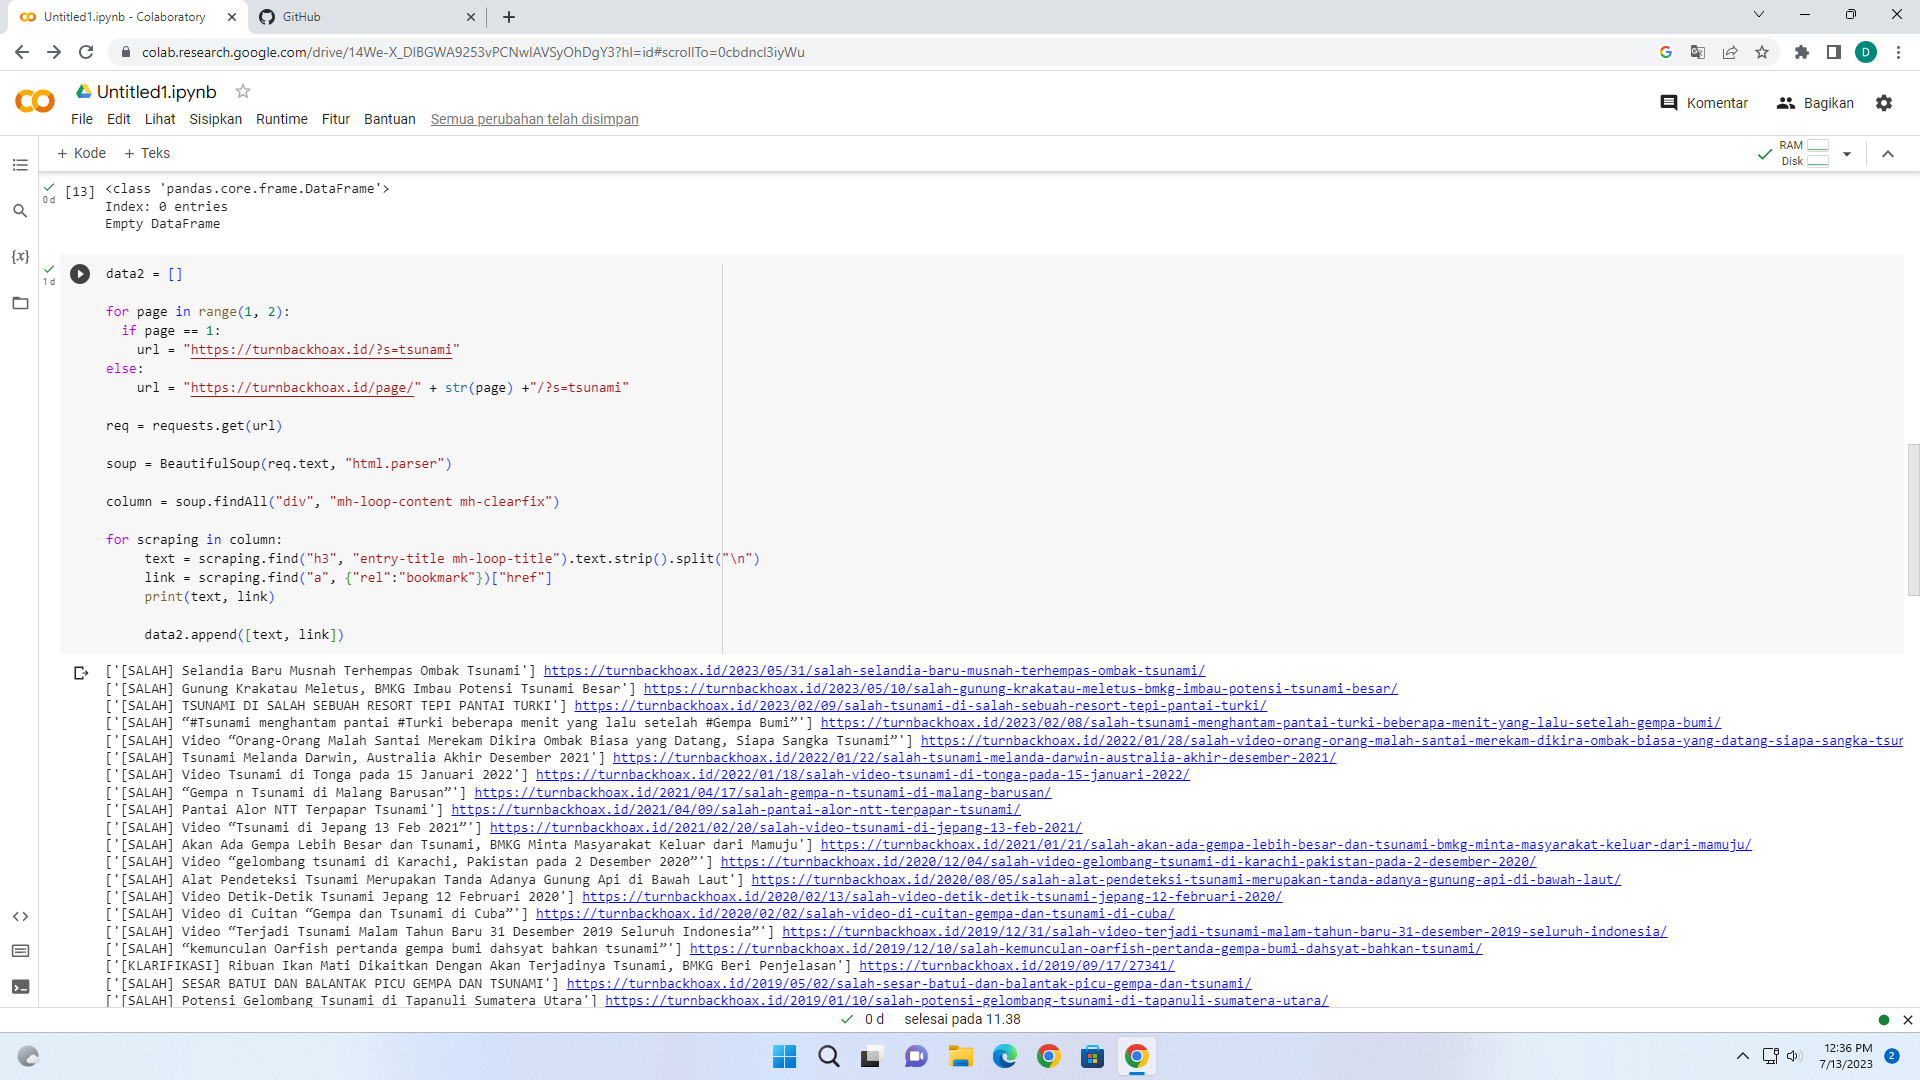 Untitled1.ipynb - Colaboratory
GitHub
colab.research.google.com/drive/14We-X_DIBGWA9253vPCNwIAVSyOhDgY3?hl=id#scrollTo=0cbdncl3iyWu
D
Untitled1.ipynb
Komentar
Bagikan
File Edit Lihat Sisipkan Runtime Fitur Bantuan Semua perubahan telah disimpan
+ Kode + Teks
RAM
Disk
[13] <class 'pandas.core.frame.DataFrame'>
0 d
Index: 0 entries
Empty DataFrame
{x}
1 d
data2 = []
for page in range(1, 2):
if page == 1:
url = "https://turnbackhoax.id/?s=tsunami"
else:
url = "https://turnbackhoax.id/page/" + str(page) +"/?s=tsunami"
req = requests.get(url)
soup = BeautifulSoup(req.text, "html.parser")
column = soup.findAll("div", "mh-loop-content mh-clearfix")
for scraping in column:
text = scraping.find("h3", "entry-title mh-loop-title").text.strip().split("\n")
link = scraping.find("a", {"rel":"bookmark"})["href"]
print(text, link)
data2.append([text, link])
['[SALAH] Selandia Baru Musnah Terhempas Ombak Tsunami'] https://turnbackhoax.id/2023/05/31/salah-selandia-baru-musnah-terhempas-ombak-tsunami/
['[SALAH] Gunung Krakatau Meletus, BMKG Imbau Potensi Tsunami Besar'] https://turnbackhoax.id/2023/05/10/salah-gunung-krakatau-meletus-bmkg-imbau-potensi-tsunami-besar/
['[SALAH] TSUNAMI DI SALAH SEBUAH RESORT TEPI PANTAI TURKI'] https://turnbackhoax.id/2023/02/09/salah-tsunami-di-salah-sebuah-resort-tepi-pantai-turki/
['[SALAH] “#Tsunami menghantam pantai #Turki beberapa menit yang lalu setelah #Gempa Bumi”'] https://turnbackhoax.id/2023/02/08/salah-tsunami-menghantam-pantai-turki-beberapa-menit-yang-lalu-setelah-gempa-bumi/
['[SALAH] Video “Orang-Orang Malah Santai Merekam Dikira Ombak Biasa yang Datang, Siapa Sangka Tsunami”'] https://turnbackhoax.id/2022/01/28/salah-video-orang-orang-malah-santai-merekam-dikira-ombak-biasa-yang-datang-siapa-sangka-tsun
['[SALAH] Tsunami Melanda Darwin, Australia Akhir Desember 2021'] https://turnbackhoax.id/2022/01/22/salah-tsunami-melanda-darwin-australia-akhir-desember-2021/
['[SALAH] Video Tsunami di Tonga pada 15 Januari 2022'] https://turnbackhoax.id/2022/01/18/salah-video-tsunami-di-tonga-pada-15-januari-2022/
['[SALAH] “Gempa n Tsunami di Malang Barusan”'] https://turnbackhoax.id/2021/04/17/salah-gempa-n-tsunami-di-malang-barusan/
['[SALAH] Pantai Alor NTT Terpapar Tsunami'] https://turnbackhoax.id/2021/04/09/salah-pantai-alor-ntt-terpapar-tsunami/
['[SALAH] Video “Tsunami di Jepang 13 Feb 2021”'] https://turnbackhoax.id/2021/02/20/salah-video-tsunami-di-jepang-13-feb-2021/
['[SALAH] Akan Ada Gempa Lebih Besar dan Tsunami, BMKG Minta Masyarakat Keluar dari Mamuju'] https://turnbackhoax.id/2021/01/21/salah-akan-ada-gempa-lebih-besar-dan-tsunami-bmkg-minta-masyarakat-keluar-dari-mamuju/
['[SALAH] Video “gelombang tsunami di Karachi, Pakistan pada 2 Desember 2020”'] https://turnbackhoax.id/2020/12/04/salah-video-gelombang-tsunami-di-karachi-pakistan-pada-2-desember-2020/
['[SALAH] Alat Pendeteksi Tsunami Merupakan Tanda Adanya Gunung Api di Bawah Laut'] https://turnbackhoax.id/2020/08/05/salah-alat-pendeteksi-tsunami-merupakan-tanda-adanya-gunung-api-di-bawah-laut/
['[SALAH] Video Detik-Detik Tsunami Jepang 12 Februari 2020'] https://turnbackhoax.id/2020/02/13/salah-video-detik-detik-tsunami-jepang-12-februari-2020/
['[SALAH] Video di Cuitan “Gempa dan Tsunami di Cuba”'] https://turnbackhoax.id/2020/02/02/salah-video-di-cuitan-gempa-dan-tsunami-di-cuba/
['[SALAH] Video “Terjadi Tsunami Malam Tahun Baru 31 Desember 2019 Seluruh Indonesia”'] https://turnbackhoax.id/2019/12/31/salah-video-terjadi-tsunami-malam-tahun-baru-31-desember-2019-seluruh-indonesia/
['[SALAH] “kemunculan Oarfish pertanda gempa bumi dahsyat bahkan tsunami”'] https://turnbackhoax.id/2019/12/10/salah-kemunculan-oarfish-pertanda-gempa-bumi-dahsyat-bahkan-tsunami/
['[KLARIFIKASI] Ribuan Ikan Mati Dikaitkan Dengan Akan Terjadinya Tsunami, BMKG Beri Penjelasan'] https://turnbackhoax.id/2019/09/17/27341/
['[SALAH] SESAR BATUI DAN BALANTAK PICU GEMPA DAN TSUNAMI'] https://turnbackhoax.id/2019/05/02/salah-sesar-batui-dan-balantak-picu-gempa-dan-tsunami/
['[SALAH] Potensi Gelombang Tsunami di Tapanuli Sumatera Utara'] https://turnbackhoax.id/2019/01/10/salah-potensi-gelombang-tsunami-di-tapanuli-sumatera-utara/
0 d selesai pada 11.38
12:36 PM
7/13/2023
2